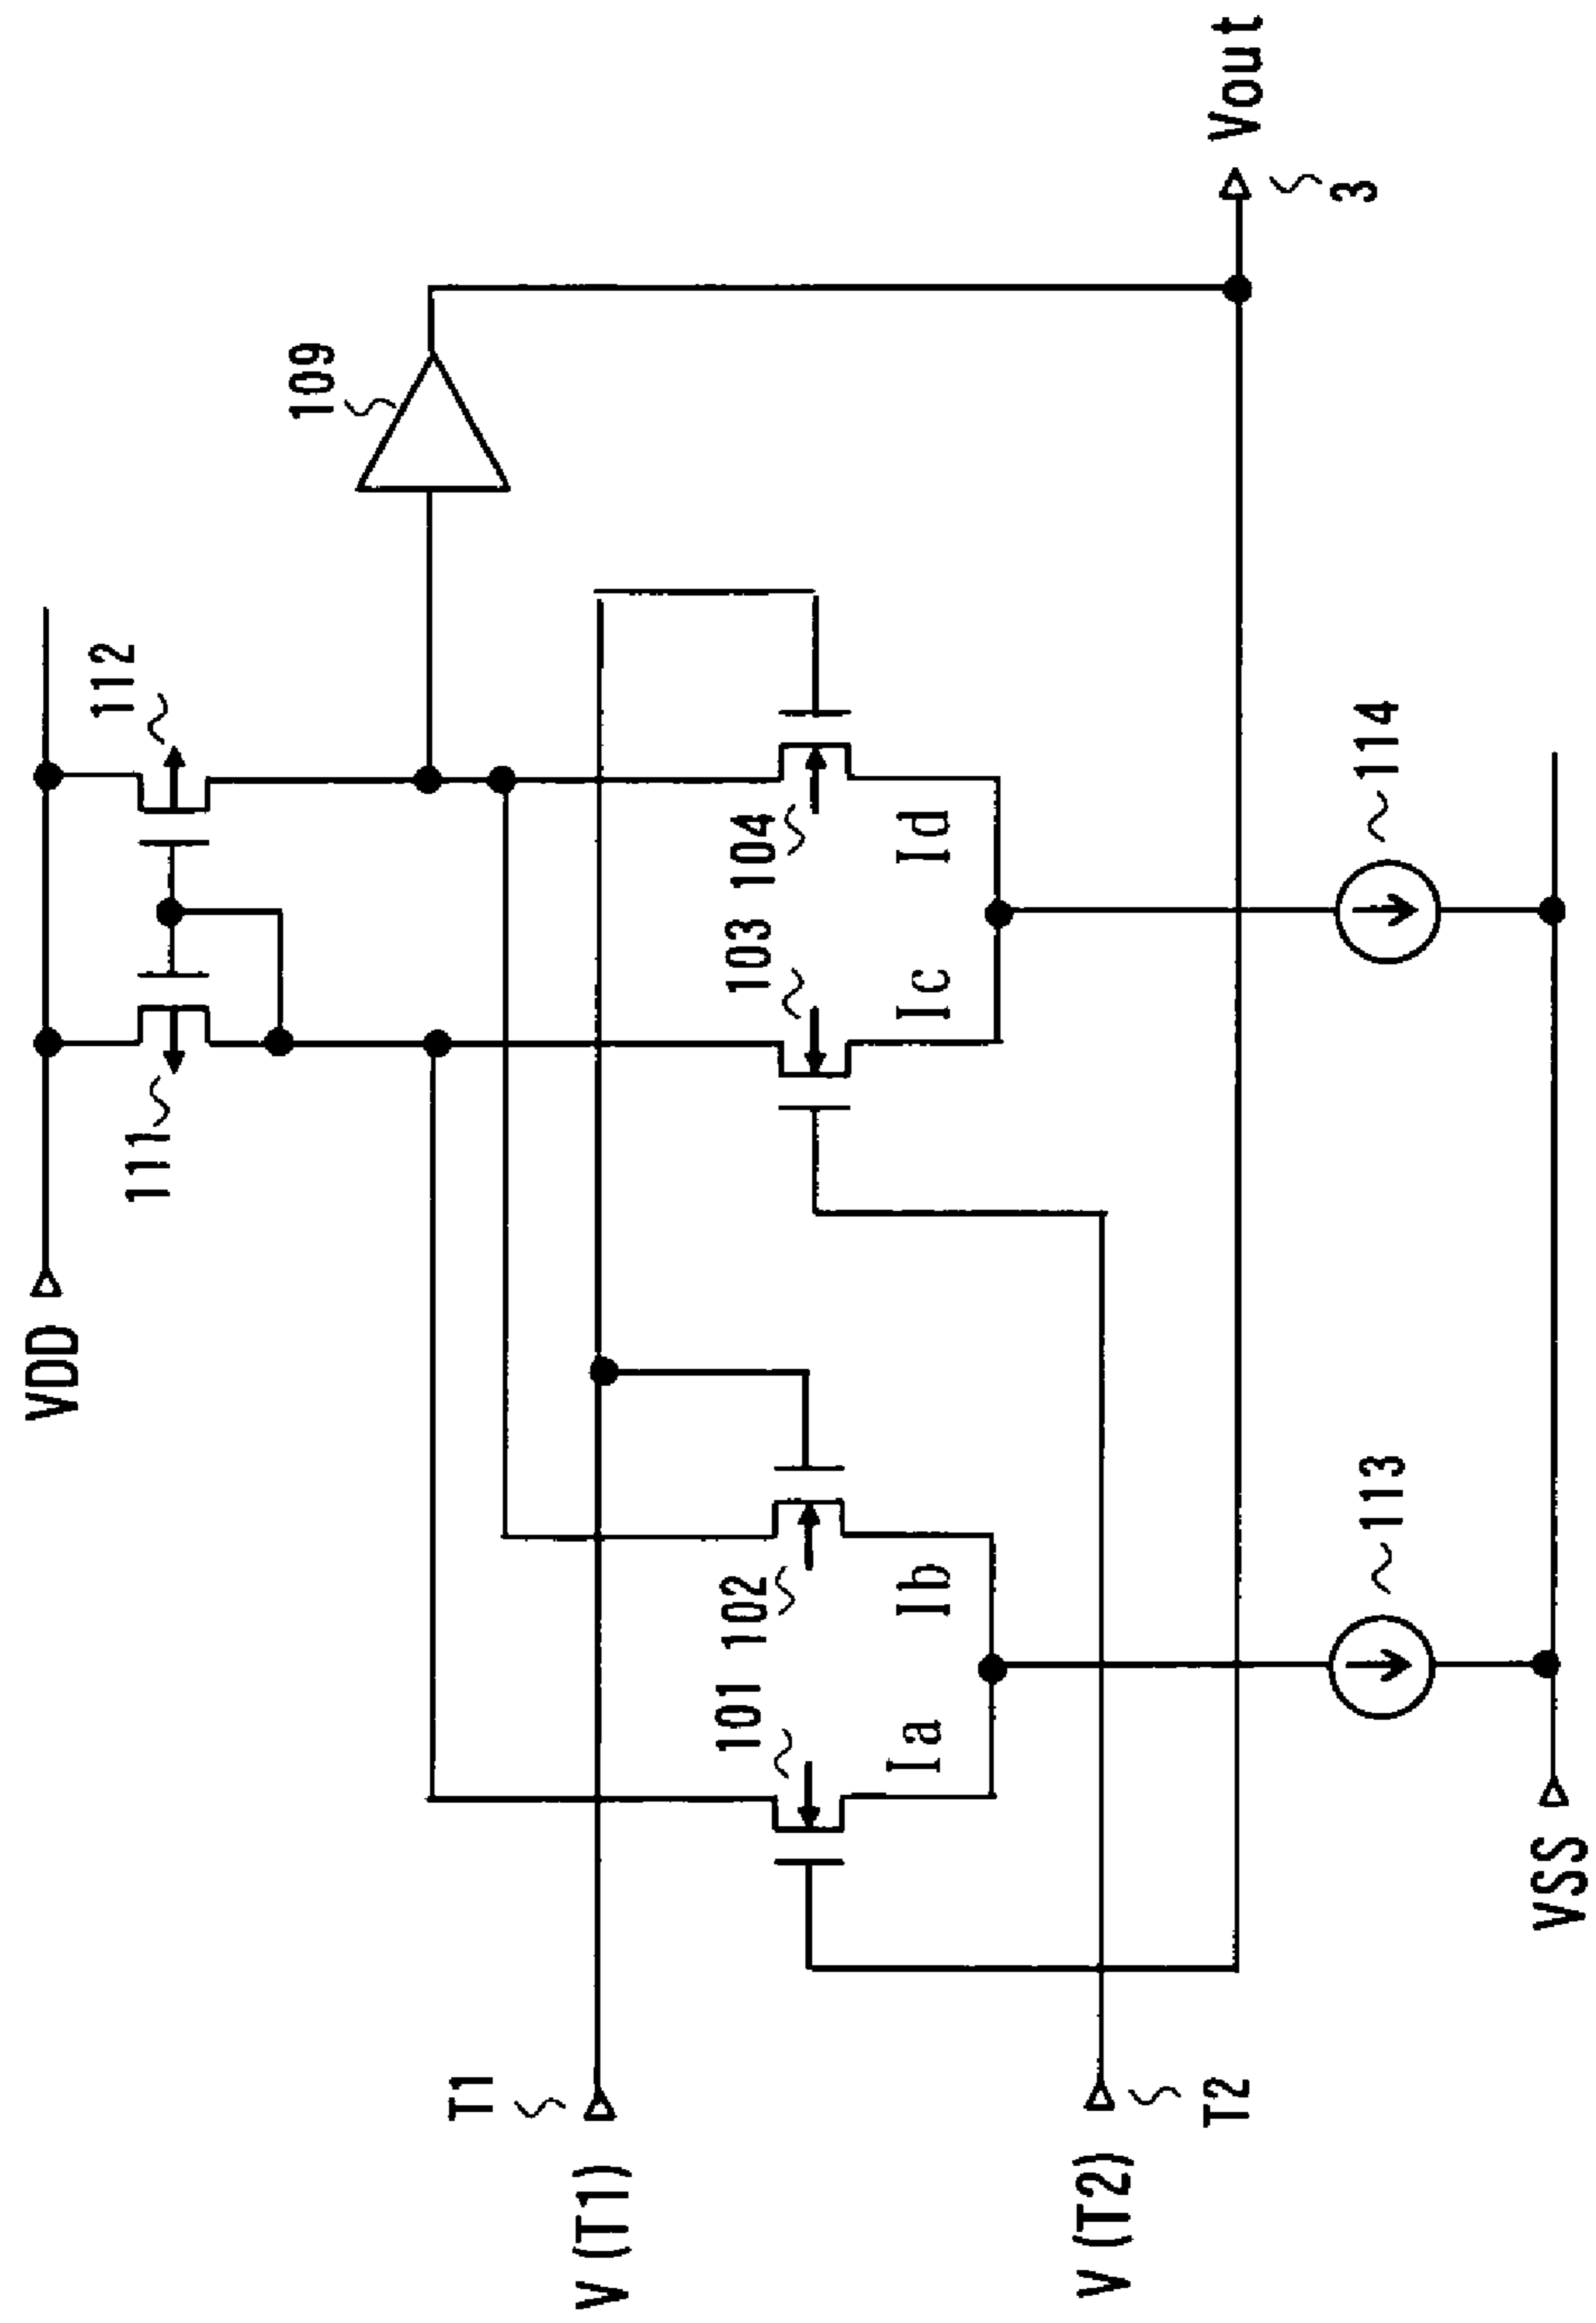 VDD
111
112
109
T1
V (T1)
101
102
103
104
Ia
Ib
Ic
Id
V (T2)
T2
Vout
3
113
114
VSS